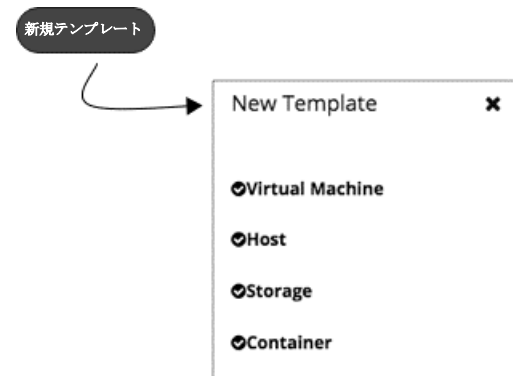 新規テンプレート
New Template
Virtual Machine
Host
Storage
Container